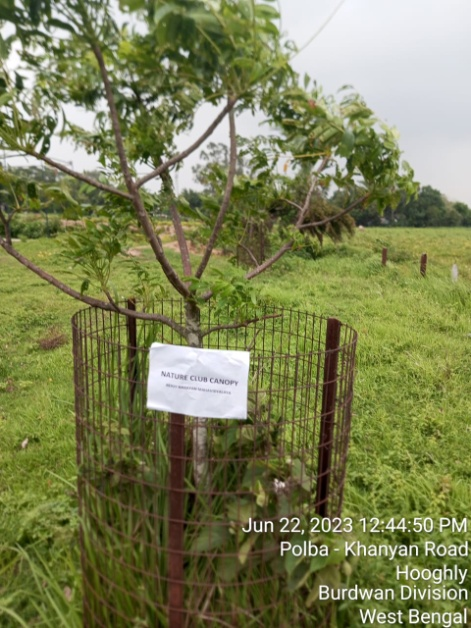 NATURE CLUB CANOPY
Jun 22, 2023 12:44:50 PM
Polba - Khanyan Road
Hooghly
Burdwan Division
West Bengal